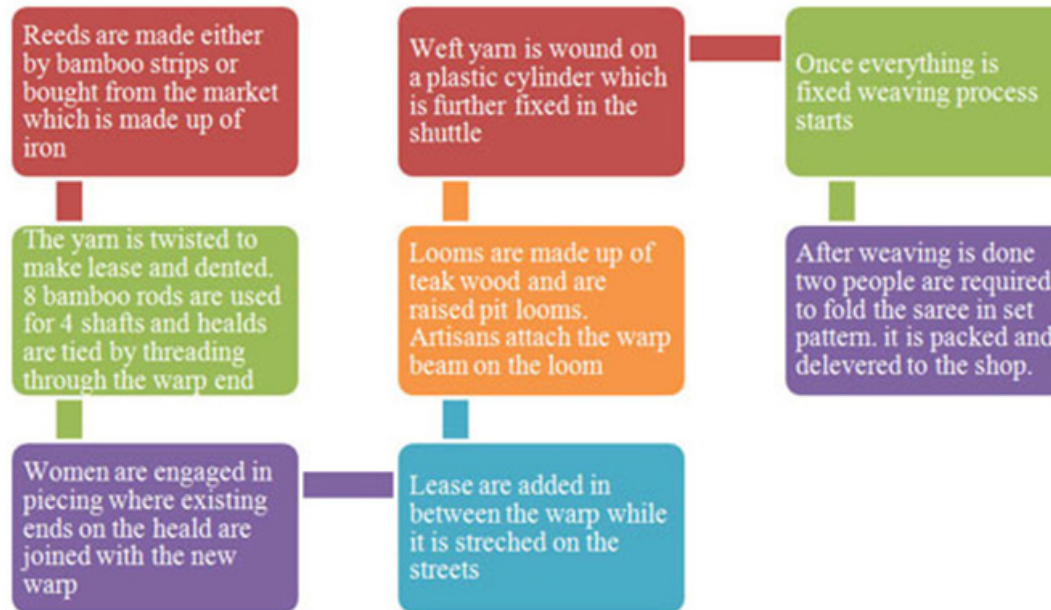 Reeds are made either
by bamboo strips or
bought from the market
which is made up of
iron
The yarn is twisted to
make lease and dented.
8 bamboo rods are used
for 4 shafts and healds
are tied by threading
through the warp end
Women are engaged in
piecing where existing
ends on the heald are
joined with the new
warp
Lease are added in
between the warp while
it is streched on the
streets
Looms are made up of
teak wood and are
raised pit looms.
Artisans attach the warp
beam on the loom
Weft yarn is wound on
a plastic cylinder which
is further fixed in the
shuttle
Once everything is
fixed weaving process
starts
After weaving is done
two people are required
to fold the saree in set
pattern. it is packed and
delevered to the shop.